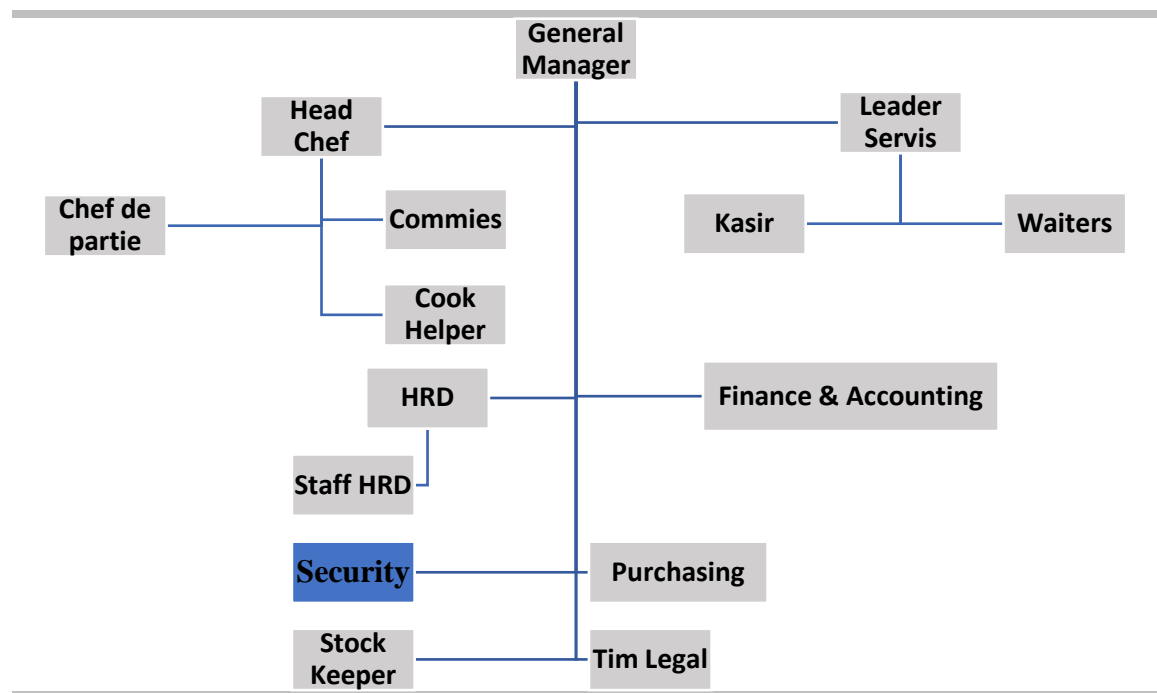 General
Manager
Head
Chef
Leader
Servis
Chef de
partie
Commies
Kasir
Waiters
Cook
Helper
HRD
Finance & Accounting
Staff HRD
Security
Purchasing
Stock
Keeper
Tim Legal